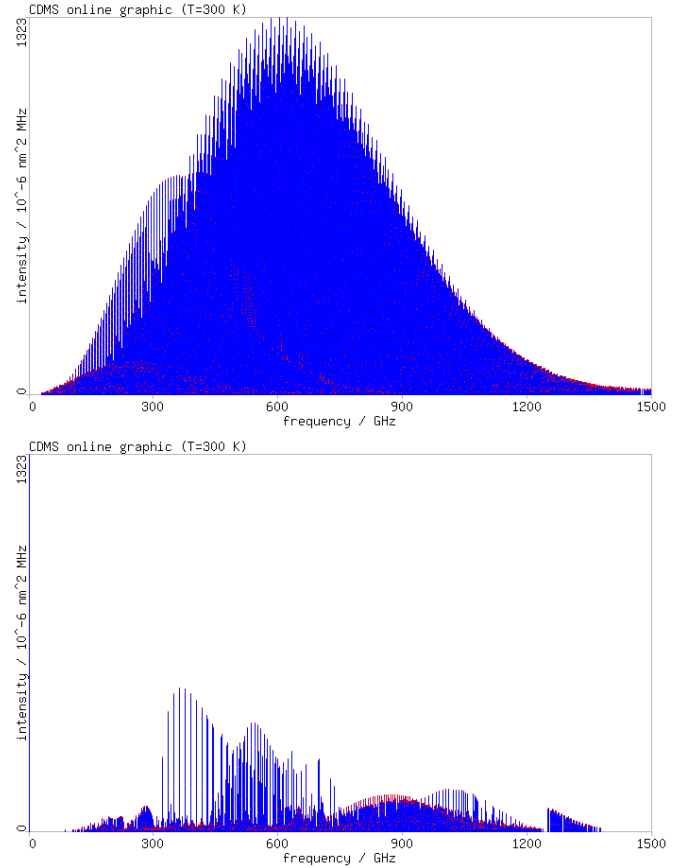 CDMS online graphic (T=300 K)
1323
intensity / 10^-6 nm^2 MHz
0
0 300 600 900 1200 1500
frequency / GHz
CDMS online graphic (T=300 K)
1323
intensity / 10^-6 nm^2 MHz
0
0 300 600 900 1200 1500
frequency / GHz